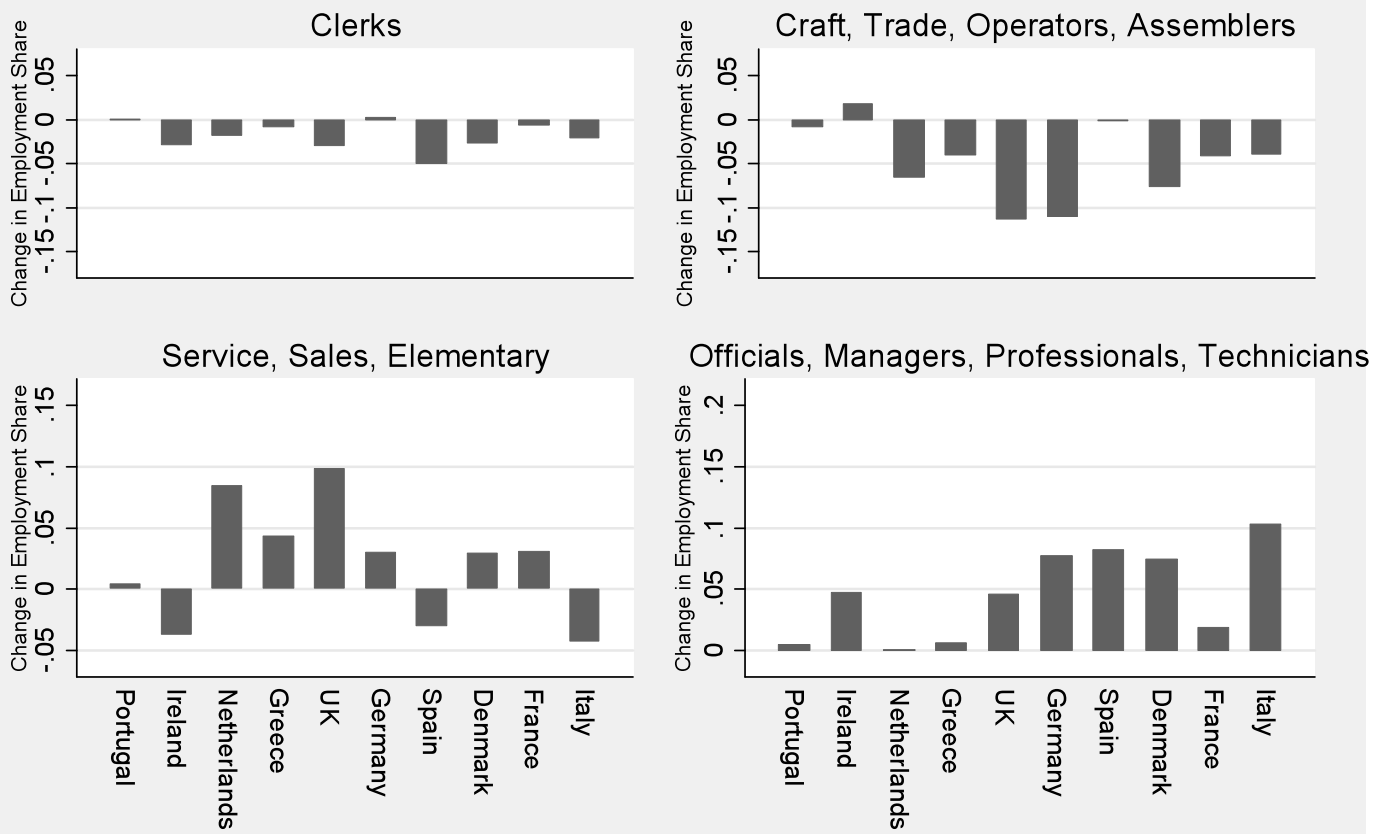 Clerks
Change in Employment Share
.05
0
-.05
-.1
-.15
Craft, Trade, Operators, Assemblers
Change in Employment Share
.05
0
-.05
-.1
-.15
Service, Sales, Elementary
Change in Employment Share
.15
.1
.05
0
-.05
Portugal
Ireland
Netherlands
Greece
UK
Germany
Spain
Denmark
France
Italy
Officials, Managers, Professionals, Technicians
Change in Employment Share
.2
.15
.1
.05
0
Portugal
Ireland
Netherlands
Greece
UK
Germany
Spain
Denmark
France
Italy